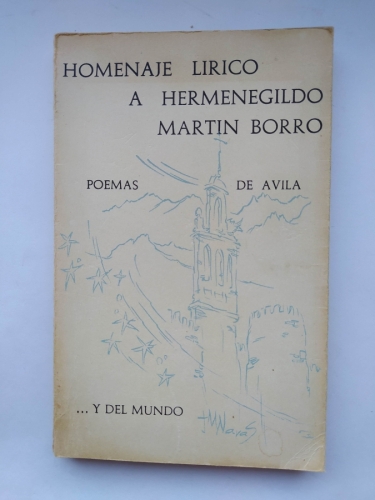 HOMENAJE LIRICO
A HERMENEGILDO
MARTIN BORRO
POEMAS DE AVILA
... Y DEL MUNDO